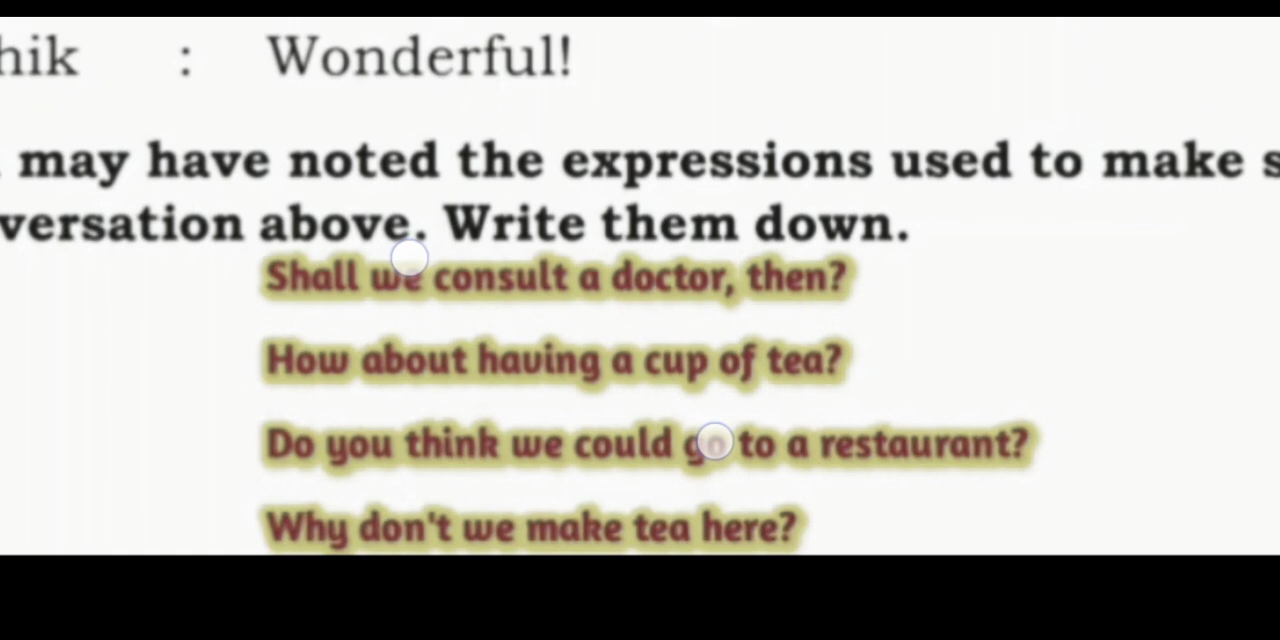 hik : Wonderful!
may have noted the expressions used to make s
versation above. Write them down.
Shall we consult a doctor, then?
How about having a cup of tea?
Do you think we could go to a restaurant?
Why don't we make tea here?